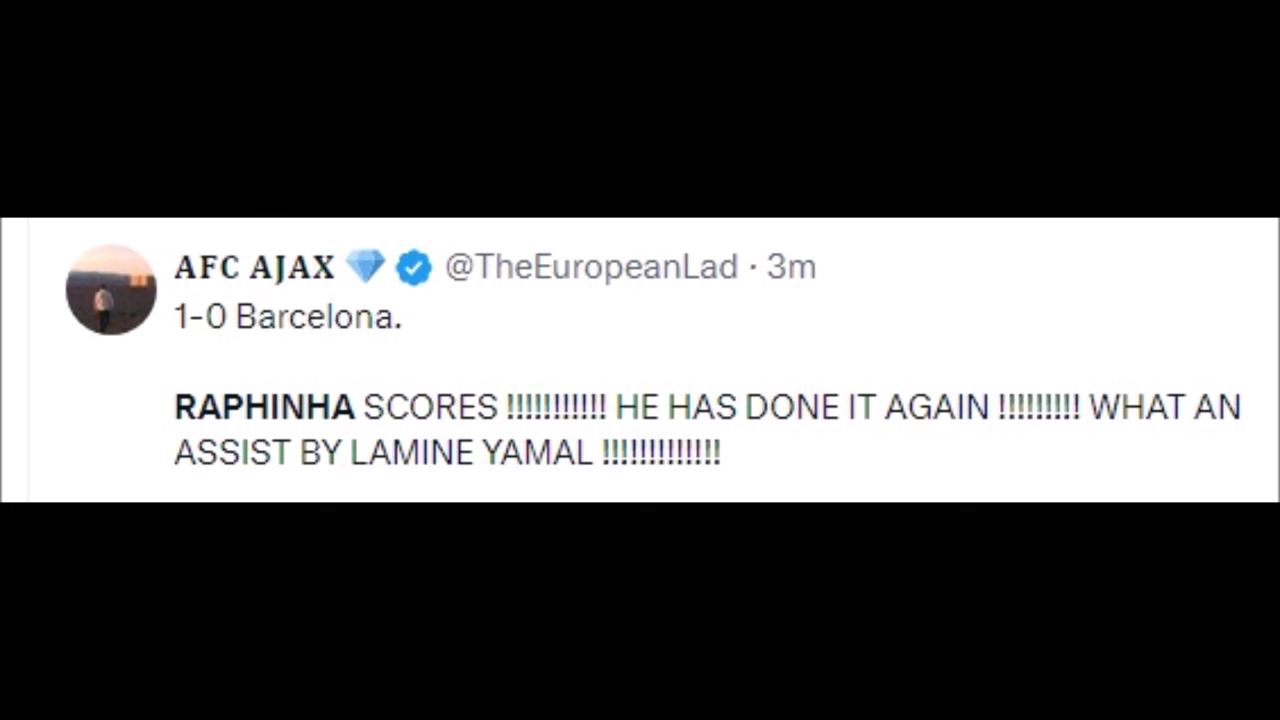 AFC AJAX 💎 @TheEuropeanLad · 3m
1-0 Barcelona.
RAPHINHA SCORES !!!!!!!!!!! HE HAS DONE IT AGAIN !!!!!!!!! WHAT AN
ASSIST BY LAMINE YAMAL !!!!!!!!!!!!!